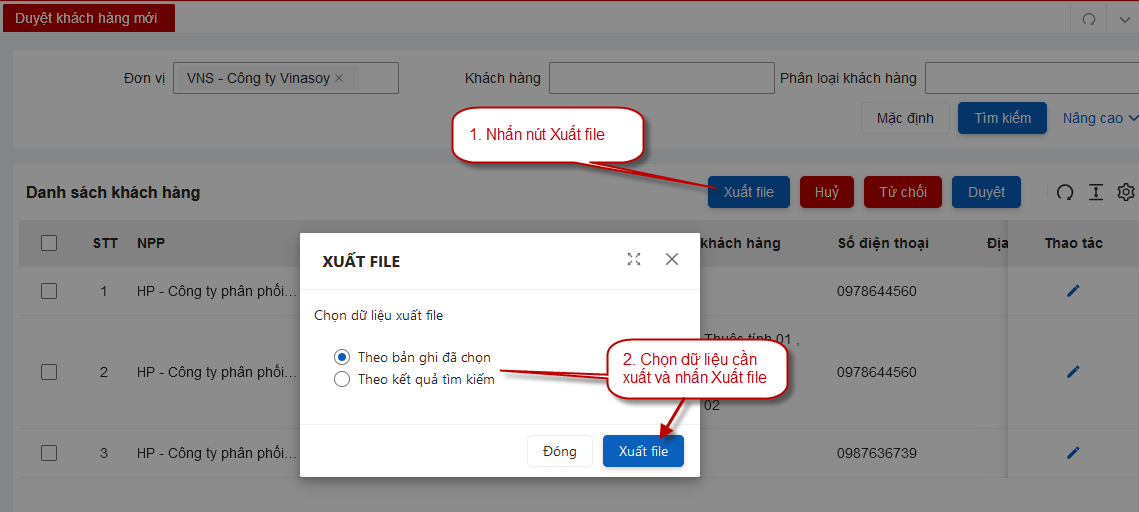 Duyệt khách hàng mới
Đơn vị VNS - Công ty Vinasoy Khách hàng Phân loại khách hàng
Mặc định Tìm kiếm Nâng cao
1. Nhấn nút Xuất file
Danh sách khách hàng Xuất file Huỷ Từ chối Duyệt
STT NPP khách hàng Số điện thoại Địa Thao tác
XUẤT FILE
1 HP - Công ty phân phối... 0978644560
Chọn dữ liệu xuất file
Thuộc tính 01 ,
Theo bản ghi đã chọn
2. Chọn dữ liệu cần
xuất và nhấn Xuất file
2 HP - Công ty phân phối... 0978644560
Theo kết quả tìm kiếm
02
3 HP - Công ty phân phối... 0987636739
Đóng Xuất file